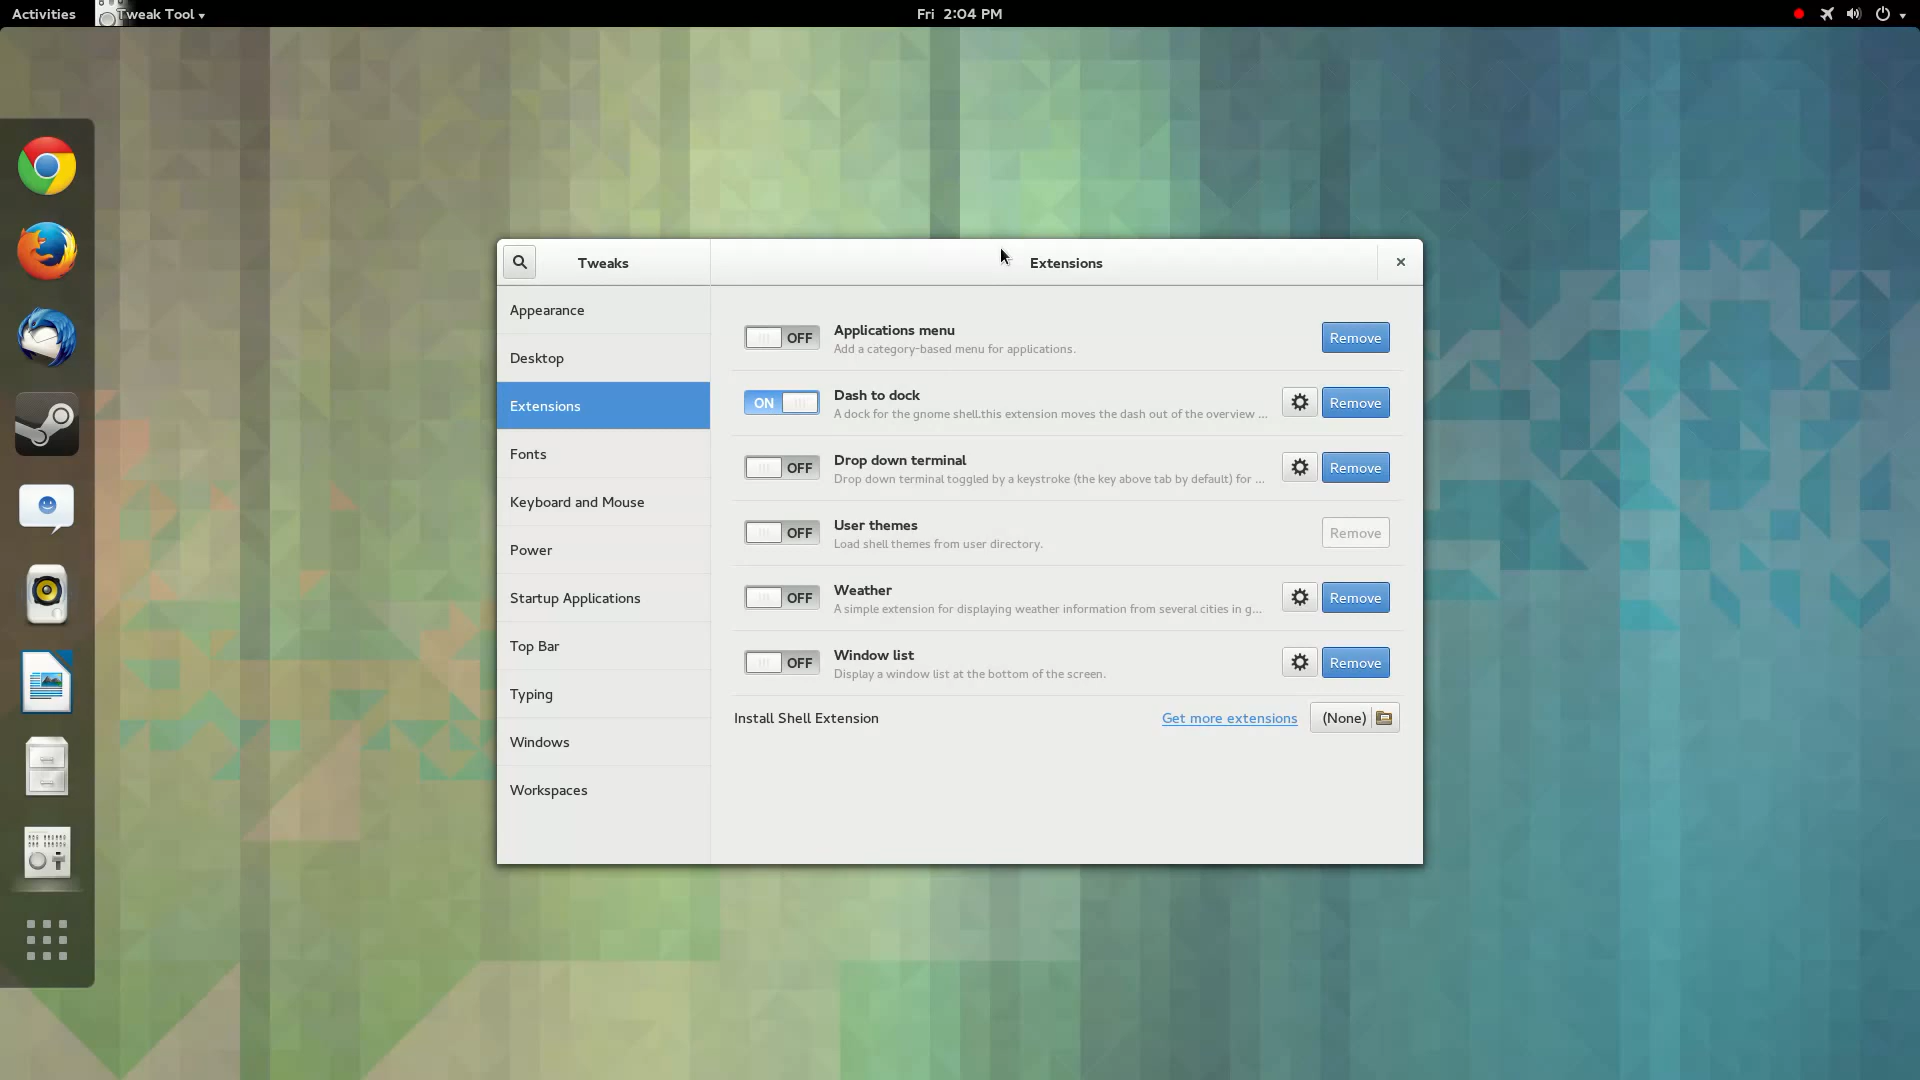 Activities
Tweak Tool
Fri 2:04 PM
Tweaks
Extensions
Appearance
Desktop
Extensions
Fonts
Keyboard and Mouse
Power
Startup Applications
Top Bar
Typing
Windows
Workspaces
OFF
Applications menu
Add a category-based menu for applications.
Remove
ON
Dash to dock
A dock for the gnome shell.this extension moves the dash out of the overview ...
Remove
OFF
Drop down terminal
Drop down terminal toggled by a keystroke (the key above tab by default) for ...
Remove
OFF
User themes
Load shell themes from user directory.
Remove
OFF
Weather
A simple extension for displaying weather information from several cities in g...
Remove
OFF
Window list
Display a window list at the bottom of the screen.
Remove
Install Shell Extension
Get more extensions
(None)